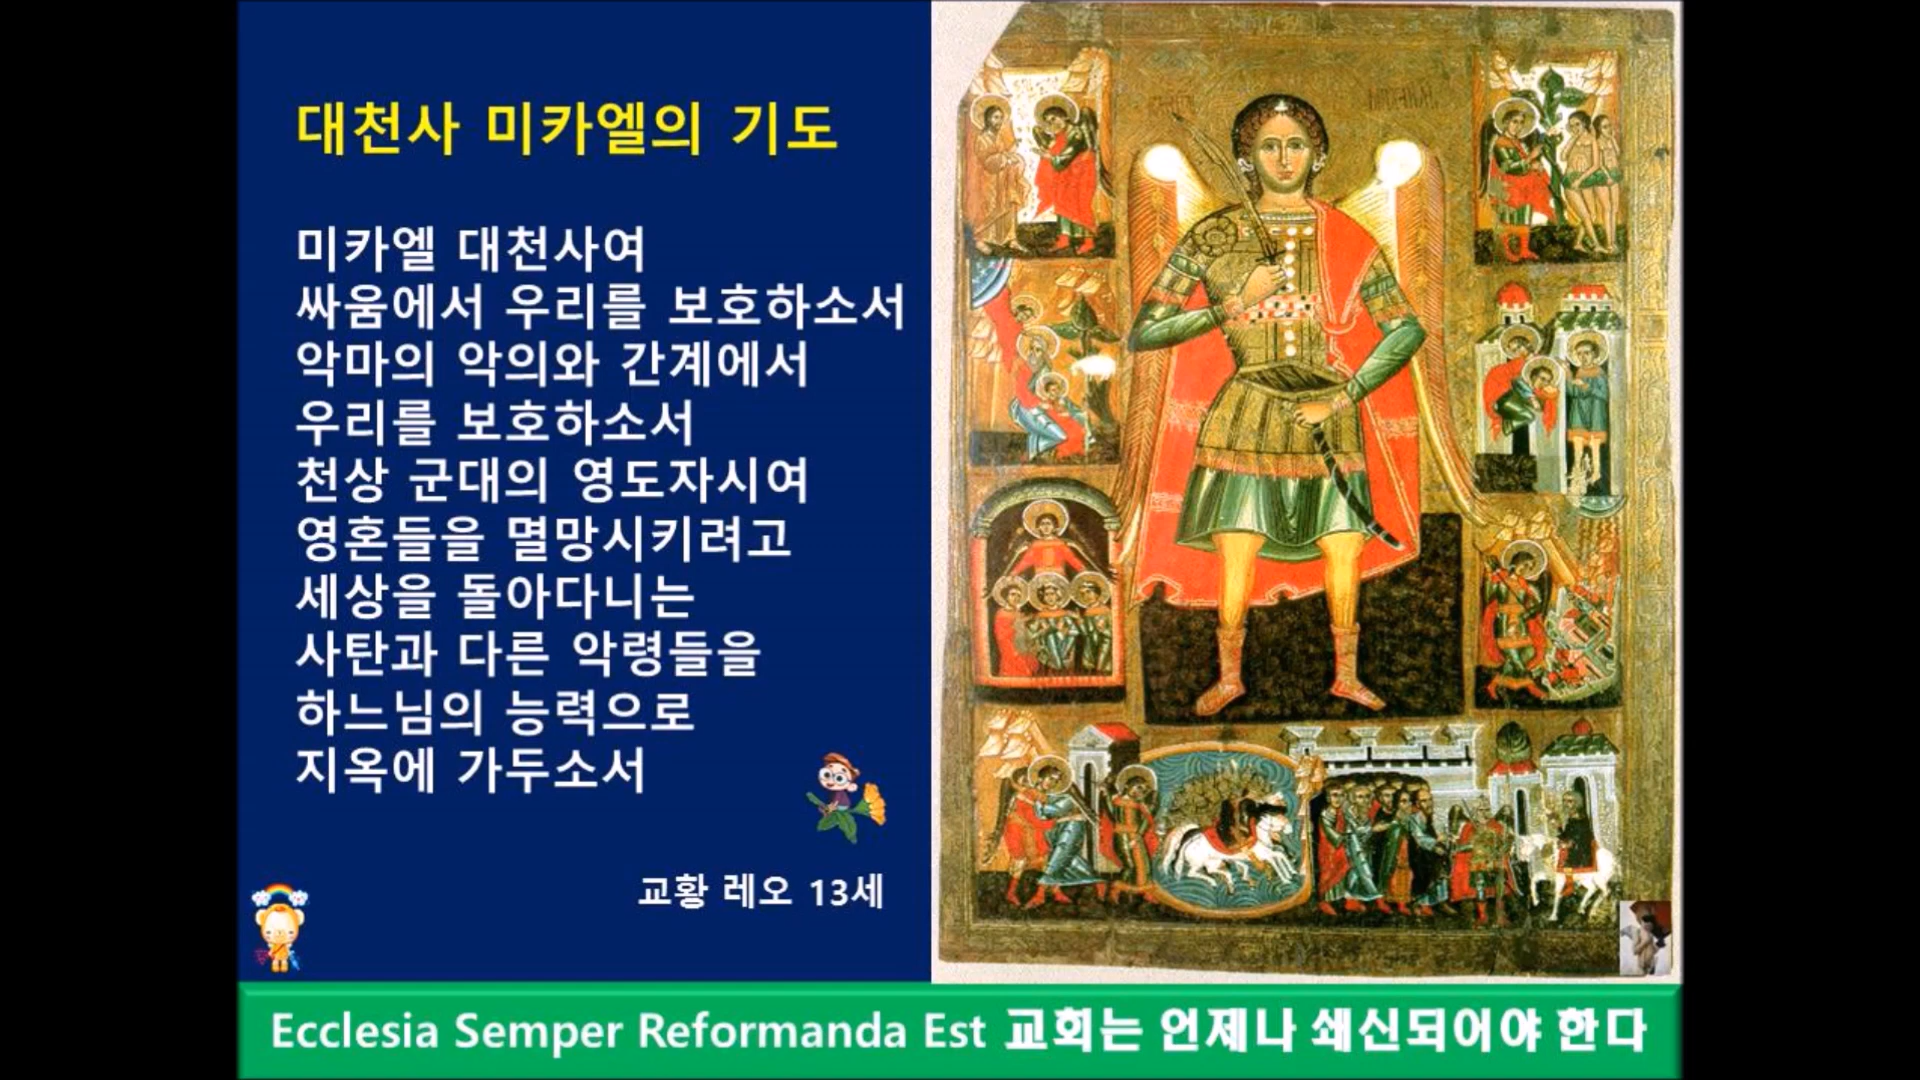 대천사 미카엘의 기도
미카엘 대천사여
싸움에서 우리를 보호하소서
악마의 악의와 간계에서
우리를 보호하소서
천상 군대의 영도자시여
영혼들을 멸망시키려고
세상을 돌아다니는
사탄과 다른 악령들을
하느님의 능력으로
지옥에 가두소서
교황 레오 13세
Ecclesia Semper Reformanda Est 교회는 언제나 쇄신되어야 한다